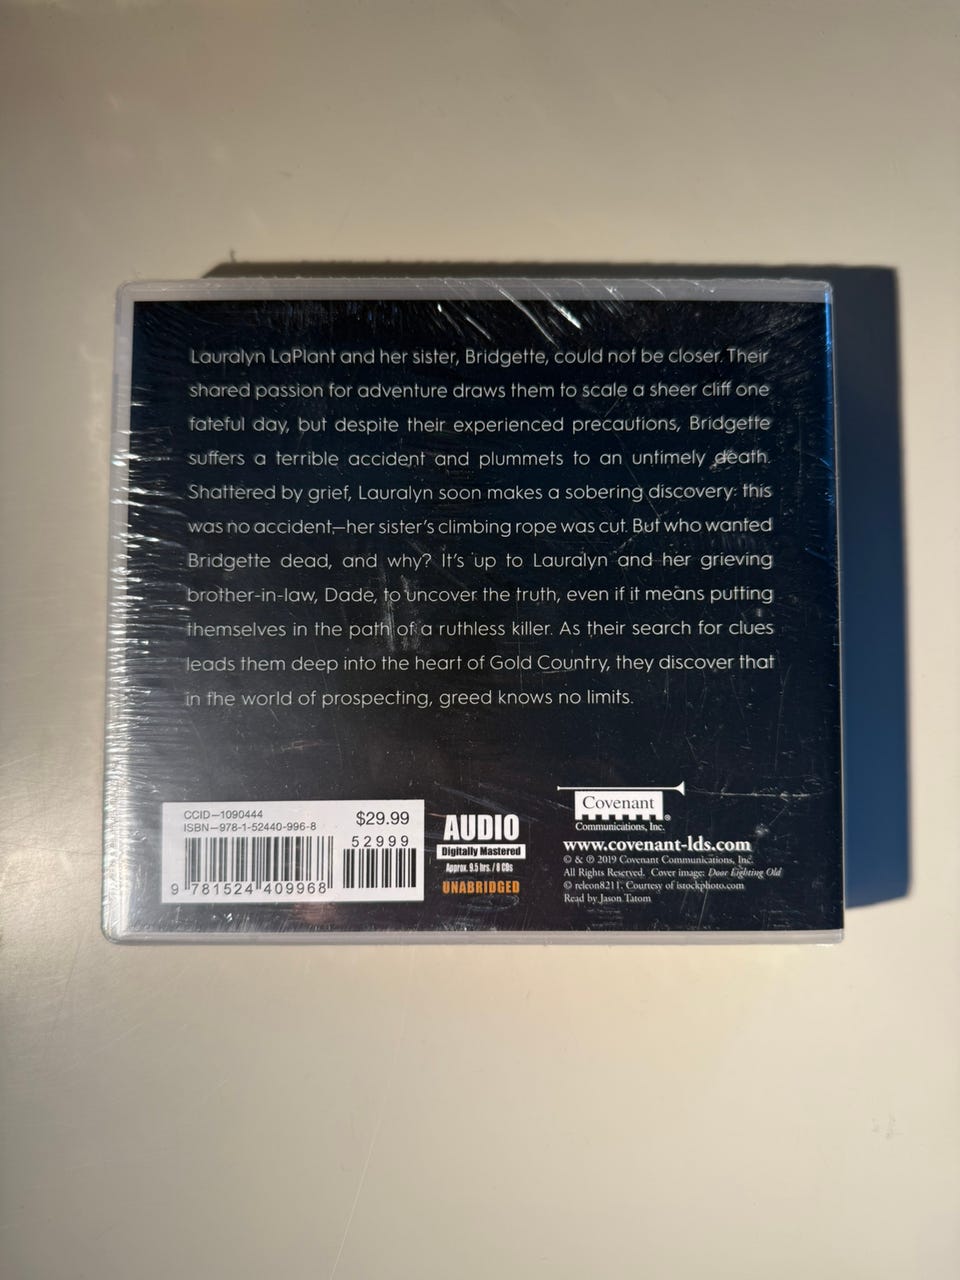 Lauralyn LaPlant and her sister, Bridgette, could not be closer. Their
shared passion for adventure draws them to scale a sheer cliff one
fateful day, but despite their experienced precautions, Bridgette
suffers a terrible accident and plummets to an untimely death.
Shattered by grief, Lauralyn soon makes a sobering discovery: this
was no accident—her sister's climbing rope was cut. But who wanted
Bridgette dead, and why? It's up to Lauralyn and her grieving
brother-in-law, Dade, to uncover the truth, even if it means putting
themselves in the path of a ruthless killer. As their search for clues
leads them deep into the heart of Gold Country, they discover that
in the world of prospecting, greed knows no limits.
CCID—1090444
ISBN—978-1-52440-996-8
$29.99
52999
9 781524 409968
AUDIO
Digitally Mastered
Approx. 9.5 hrs. / 8 CDs
UNABRIDGED
Covenant®
Communications, Inc.
www.covenant-lds.com
© & ℗ 2019 Covenant Communications, Inc.
All Rights Reserved. Cover image: Door Lighting Old
© releon8211. Courtesy of istockphoto.com
Read by Jason Tatom